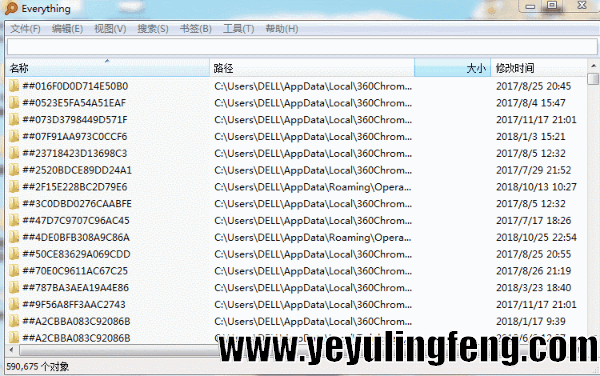 Everything
文件(F) 编辑(E) 视图(V) 搜索(S) 书签(B) 工具(T) 帮助(H)
名称 路径 大小 修改时间
##016F0D0D714E50B0 C:\Users\DELL\AppData\Local\360Chrom... 2017/8/25 20:45
##0523E5FA54A51EAF C:\Users\DELL\AppData\Local\360Chrom... 2017/8/4 15:47
##073D3798449D571F C:\Users\DELL\AppData\Local\360Chrom... 2017/11/17 21:01
##07F91AA973C0CCF6 C:\Users\DELL\AppData\Local\360Chrom... 2018/1/3 15:21
##23718423D13698C3 C:\Users\DELL\AppData\Local\360Chrom... 2017/8/5 12:32
##2520BDCE89DD24A1 C:\Users\DELL\AppData\Local\360Chrom... 2017/7/29 21:52
##2F15E228BC2D79E6 C:\Users\DELL\AppData\Roaming\Opera... 2018/10/13 10:27
##3C0DBD0276CAABFE C:\Users\DELL\AppData\Local\360Chrom... 2017/8/5 12:32
##47D7C9707C96AC45 C:\Users\DELL\AppData\Local\360Chrom... 2017/7/17 18:26
##4DE0BFB308A9C86A C:\Users\DELL\AppData\Roaming\Opera... 2018/10/25 22:54
##50CE83629A069CDD C:\Users\DELL\AppData\Local\360Chrom... 2017/8/25 20:55
##70E0C9611AC67C25 C:\Users\DELL\AppData\Local\360Chrom... 2017/8/26 21:19
##787BA3AEA19A4E86 C:\Users\DELL\AppData\Local\360Chrom... 2018/3/23 18:40
##9F56A8FF3AAC2743 C:\Users\DELL\AppData\Local\360Chrom... 2017/11/17 21:01
##A2CBBA083C92086B C:\Users\DELL\AppData\Local\360Chrom... 2018/1/17 9:39
##A2CBBA083C92086B C:\Users\DELL\AppData\Local\360Chrom...
www.yeyulingfeng.com
590,675 个对象